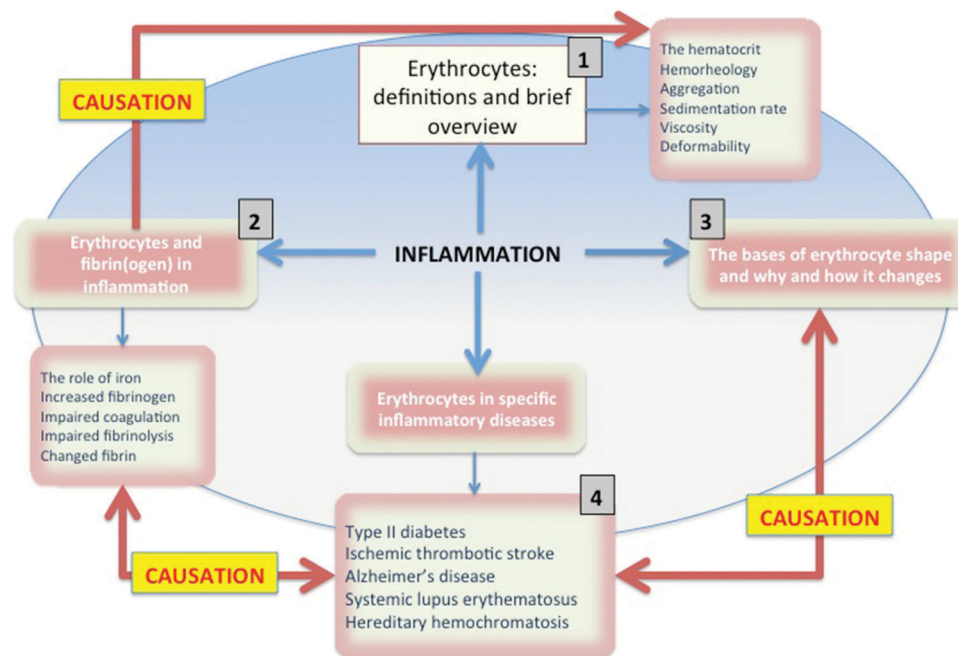 1
Erythrocytes:
definitions and brief
overview
The hematocrit
Hemorheology
Aggregation
Sedimentation rate
Viscosity
Deformability
CAUSATION
2
Erythrocytes and
fibrin(ogen) in
inflammation
INFLAMMATION
3
The bases of erythrocyte shape
and why and how it changes
The role of iron
Increased fibrinogen
Impaired coagulation
Impaired fibrinolysis
Changed fibrin
Erythrocytes in specific
inflammatory diseases
4
Type II diabetes
Ischemic thrombotic stroke
Alzheimer's disease
Systemic lupus erythematosus
Hereditary hemochromatosis
CAUSATION
CAUSATION